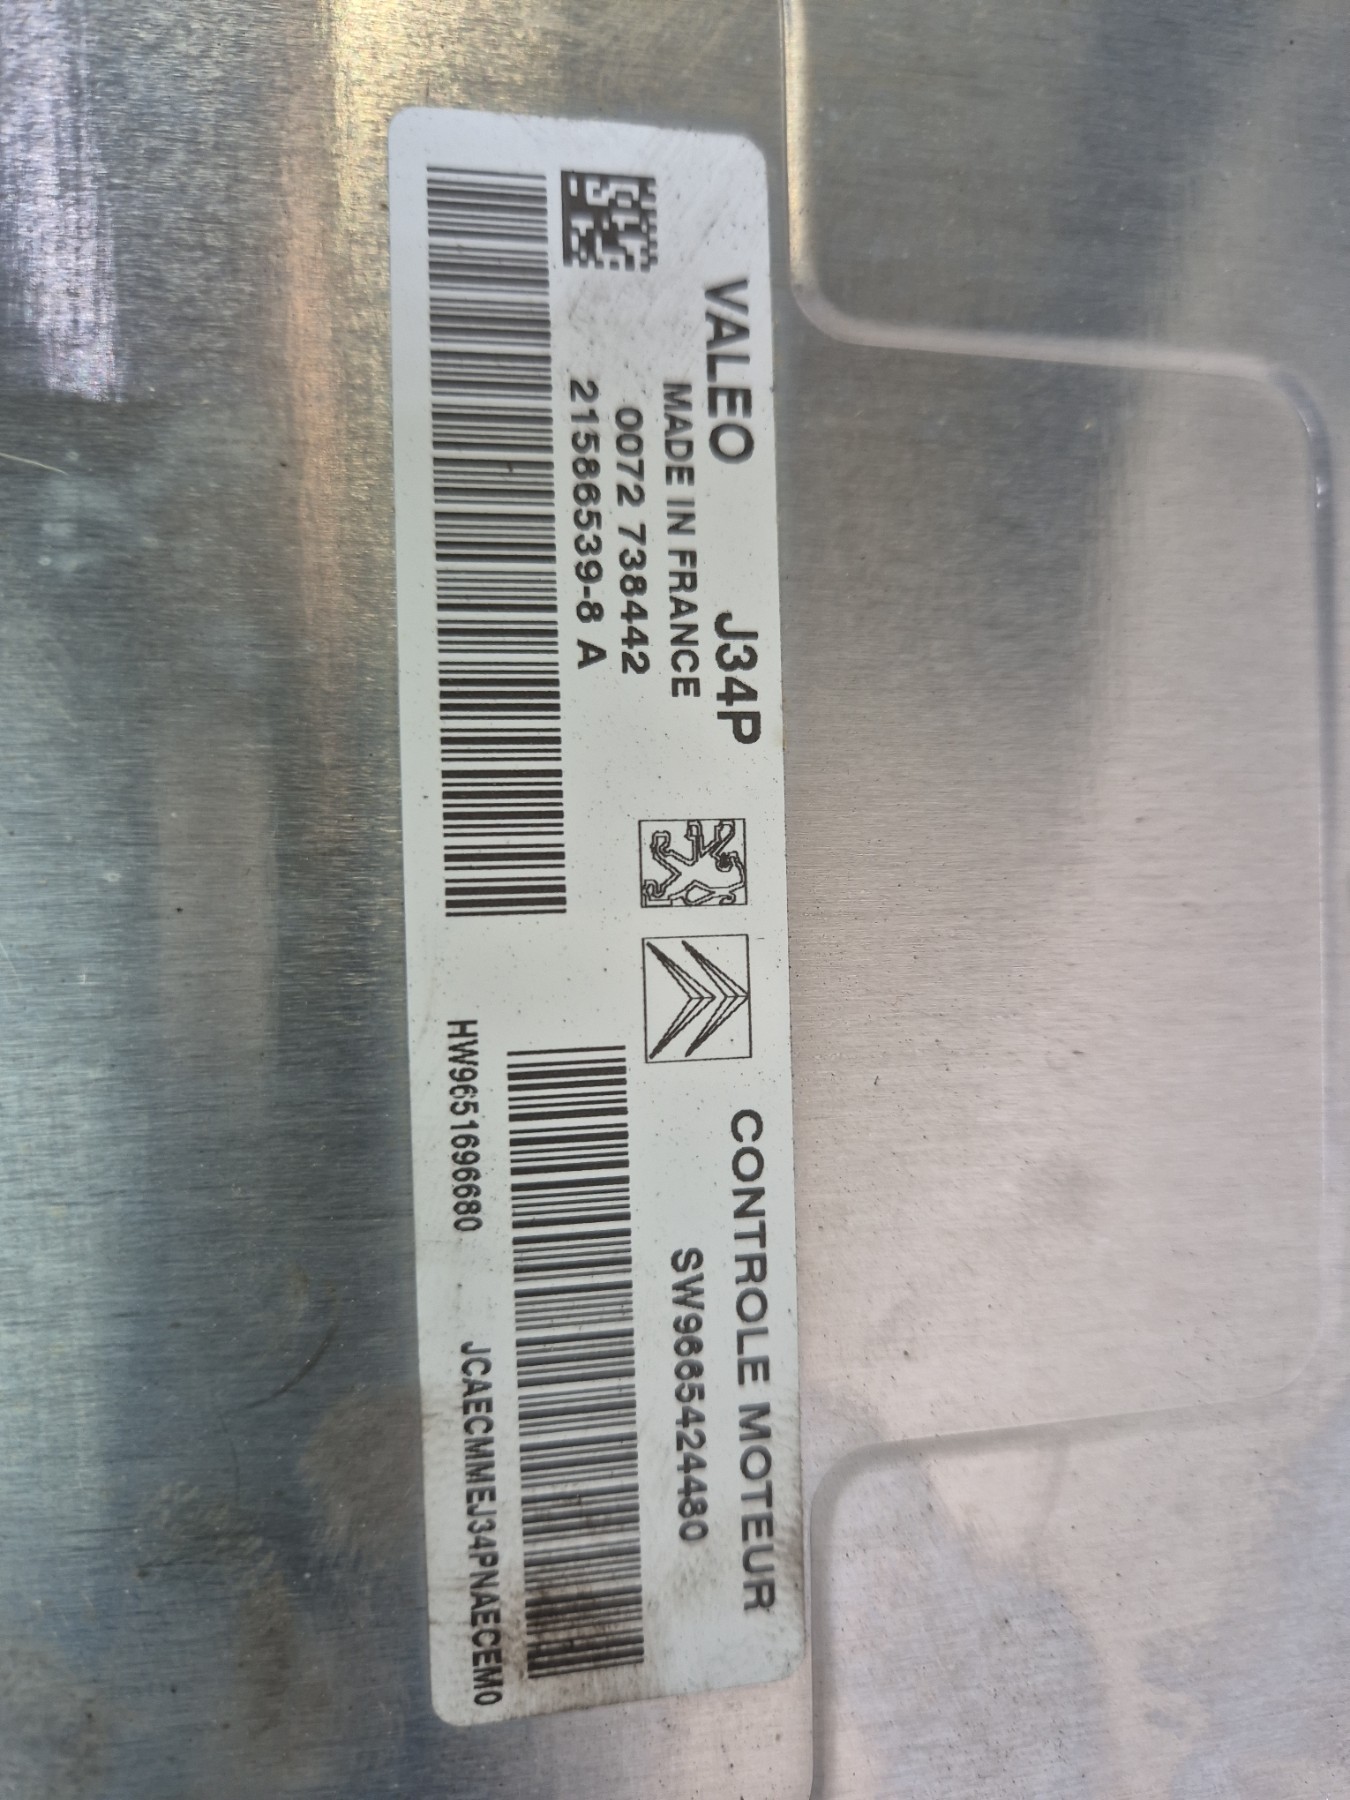 VALEO J34P
MADE IN FRANCE
0072 738442
21586539-8 A
CONTROLE MOTEUR
SW9665424480
HW9651696680 JCAECMMEJ34PNAECEM0